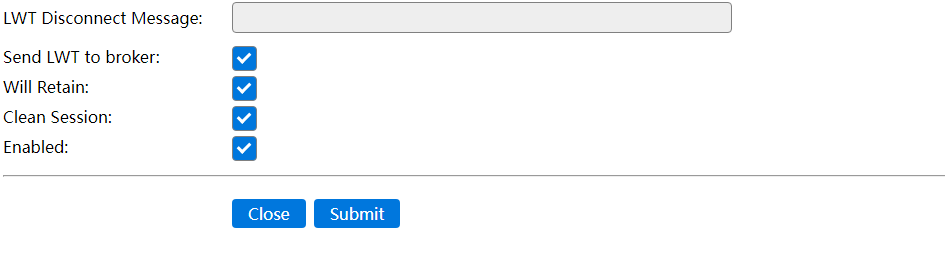 LWT Disconnect Message:
Send LWT to broker:
Will Retain:
Clean Session:
Enabled:
Close Submit